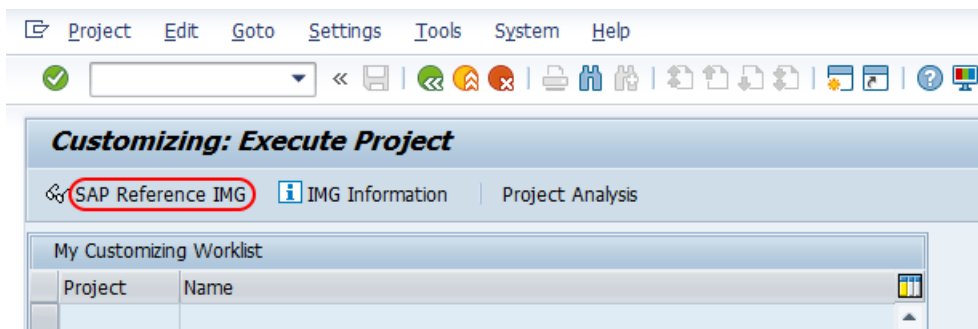 Project Edit Goto Settings Tools System Help
Customizing: Execute Project
SAP Reference IMG IMG Information Project Analysis
My Customizing Worklist
Project Name